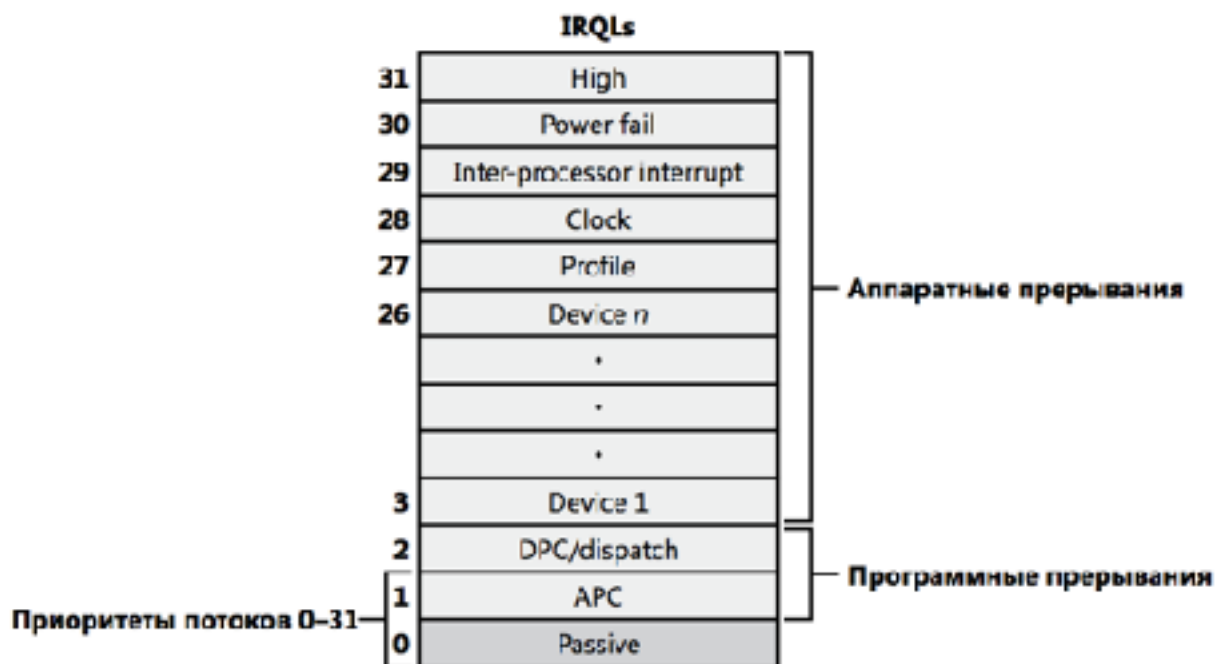 IRQLs
31 High
30 Power fail
29 Inter-processor interrupt
28 Clock
27 Profile
26 Device n
Аппаратные прерывания
3 Device 1
2 DPC/dispatch
Программные прерывания
1 APC
Приоритеты потоков 0–31
0 Passive